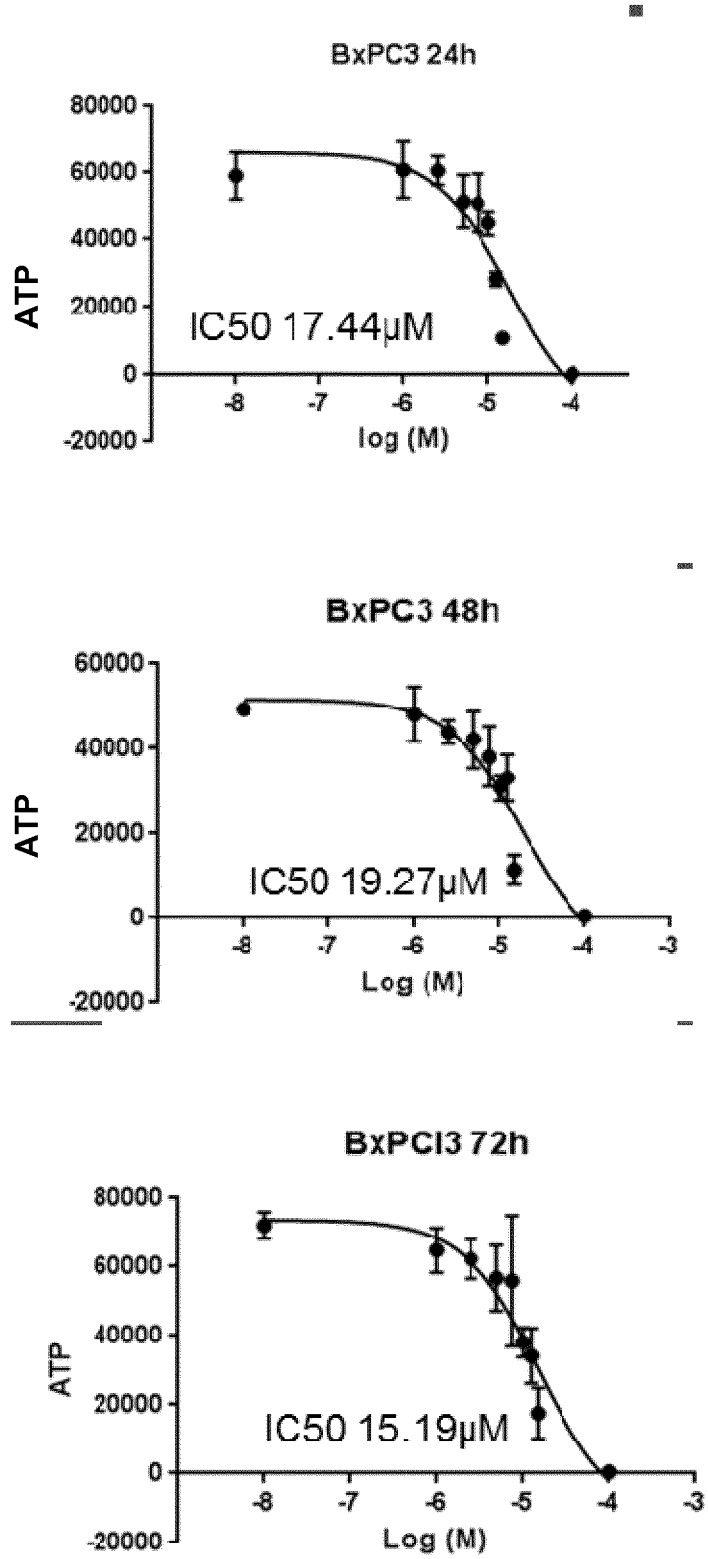 BxPC3 24h
80000
60000
40000
20000
0
-20000
ATP
IC50 17.44µM
-8 -7 -6 -5 -4
log (M)
BxPC3 48h
60000
40000
20000
0
-20000
ATP
IC50 19.27µM
-8 -7 -6 -5 -4 -3
Log (M)
BxPCI3 72h
80000
60000
40000
20000
0
-20000
ATP
IC50 15.19µM
-8 -7 -6 -5 -4 -3
Log (M)